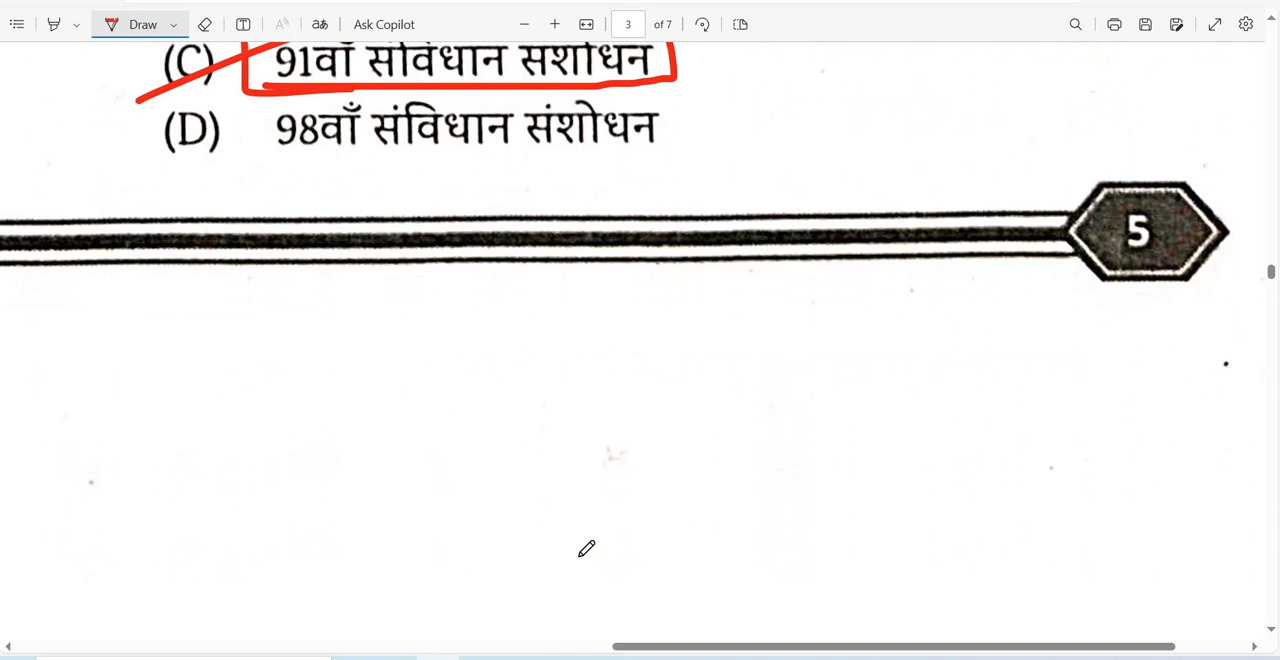 Draw
Ask Copilot
3 of 7
(C) 91वाँ संविधान संशोधन
(D) 98वाँ संविधान संशोधन
5